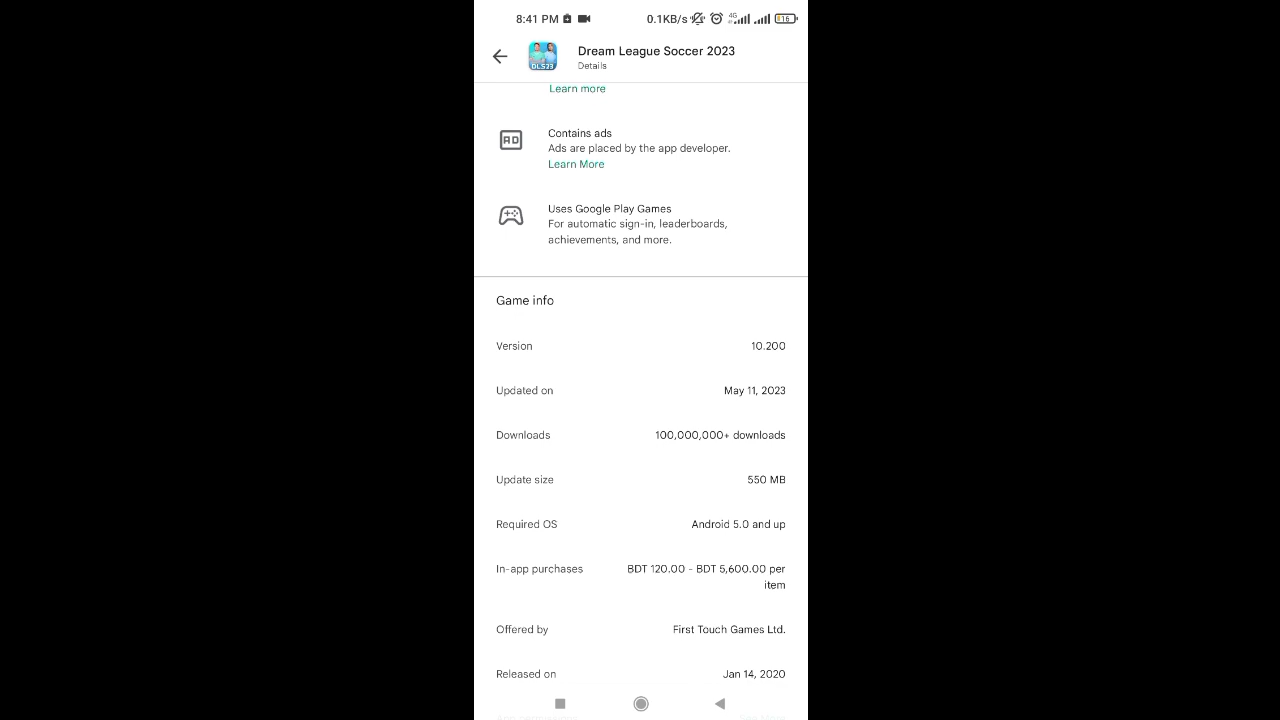 8:41 PM 0.1KB/s 4G 16
Dream League Soccer 2023
Details
DLS23
Learn more
AD
Contains ads
Ads are placed by the app developer.
Learn More
Uses Google Play Games
For automatic sign-in, leaderboards,
achievements, and more.
Game info
Version 10.200
Updated on May 11, 2023
Downloads 100,000,000+ downloads
Update size 550 MB
Required OS Android 5.0 and up
In-app purchases BDT 120.00 - BDT 5,600.00 per
item
Offered by First Touch Games Ltd.
Released on Jan 14, 2020